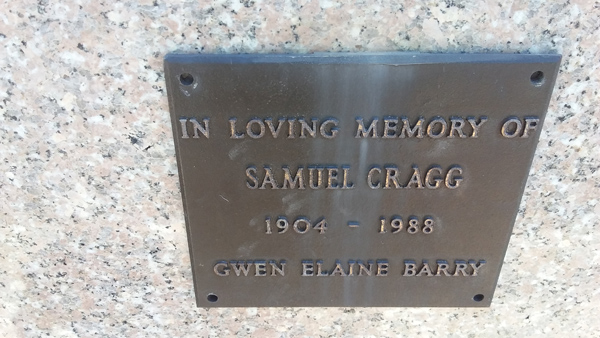 IN LOVING MEMORY OF
SAMUEL CRAGG
1904 - 1988
GWEN ELAINE BARRY